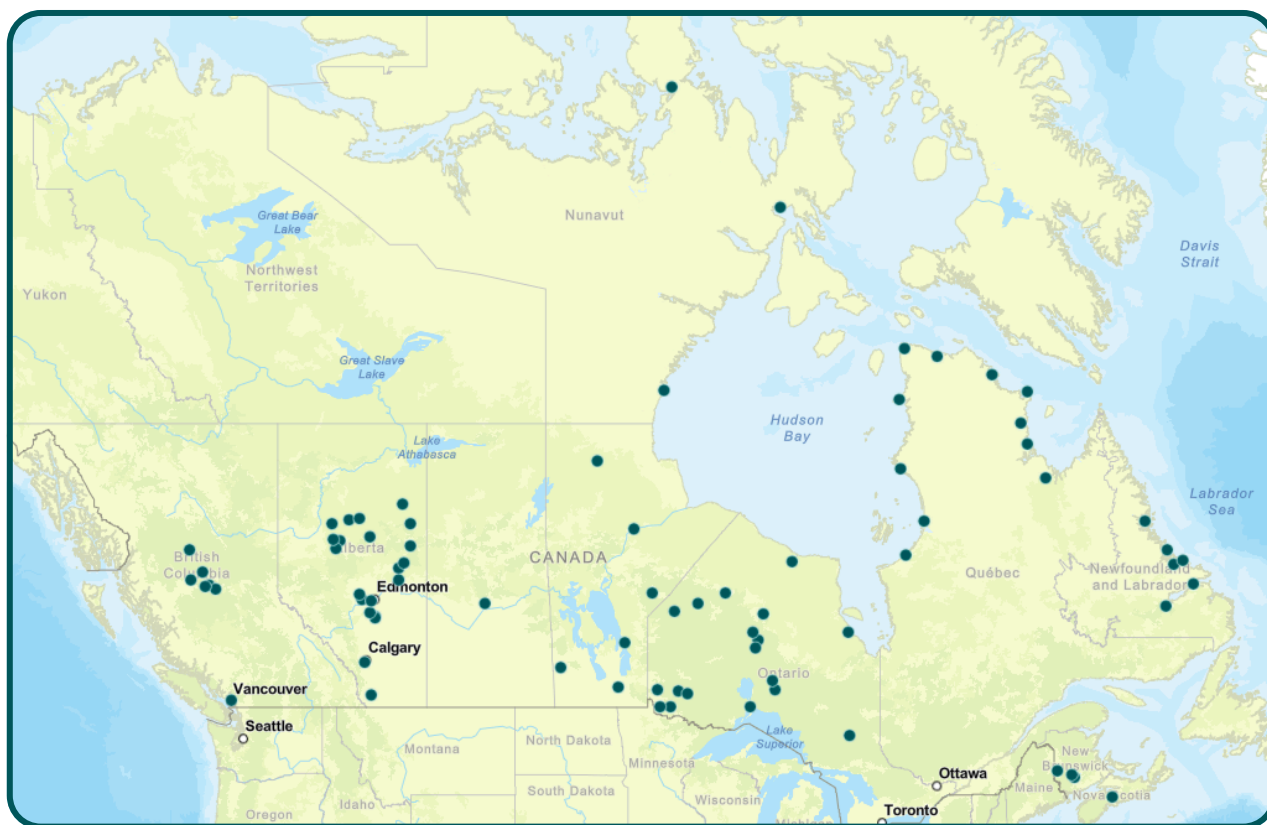 Great Bear
Lake
Nunavut
Davis
Strait
Northwest
Territories
Yukon
Great Slave
Lake
Hudson
Bay
Lake
Athabasca
Labrador
Sea
British
Columbia
Alberta
CANADA
Québec
Newfoundland
and Labrador
Edmonton
Calgary
Ontario
Vancouver
Seattle
Lake
Superior
Montana
North Dakota
Minnesota
South Dakota
Wisconsin
Idaho
Oregon
Ottawa
Toronto
Maine
New
Brunswick
Nova Scotia
Michigan